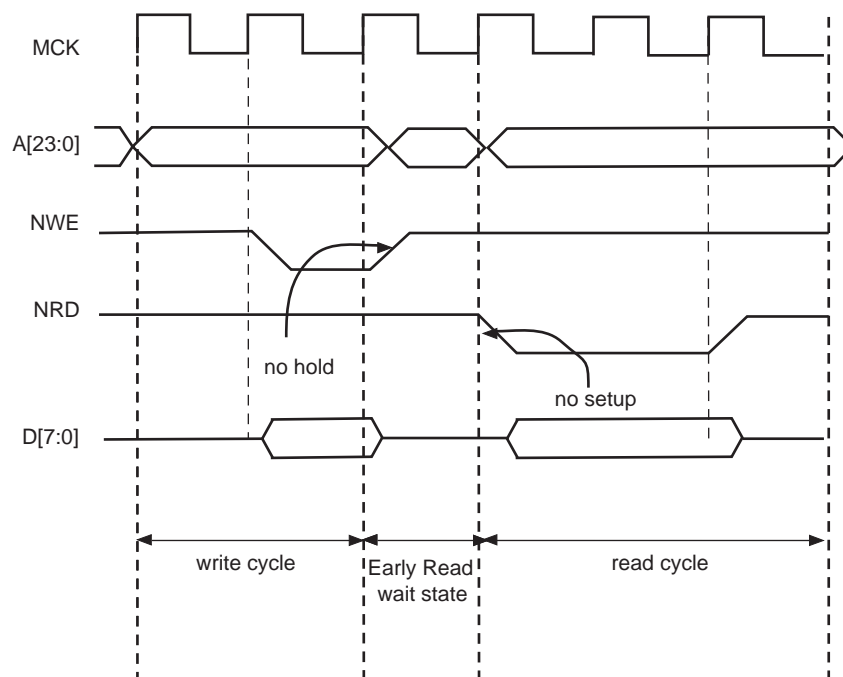 MCK
A[23:0]
NWE
NRD
no hold
no setup
D[7:0]
write cycle
Early Read
wait state
read cycle